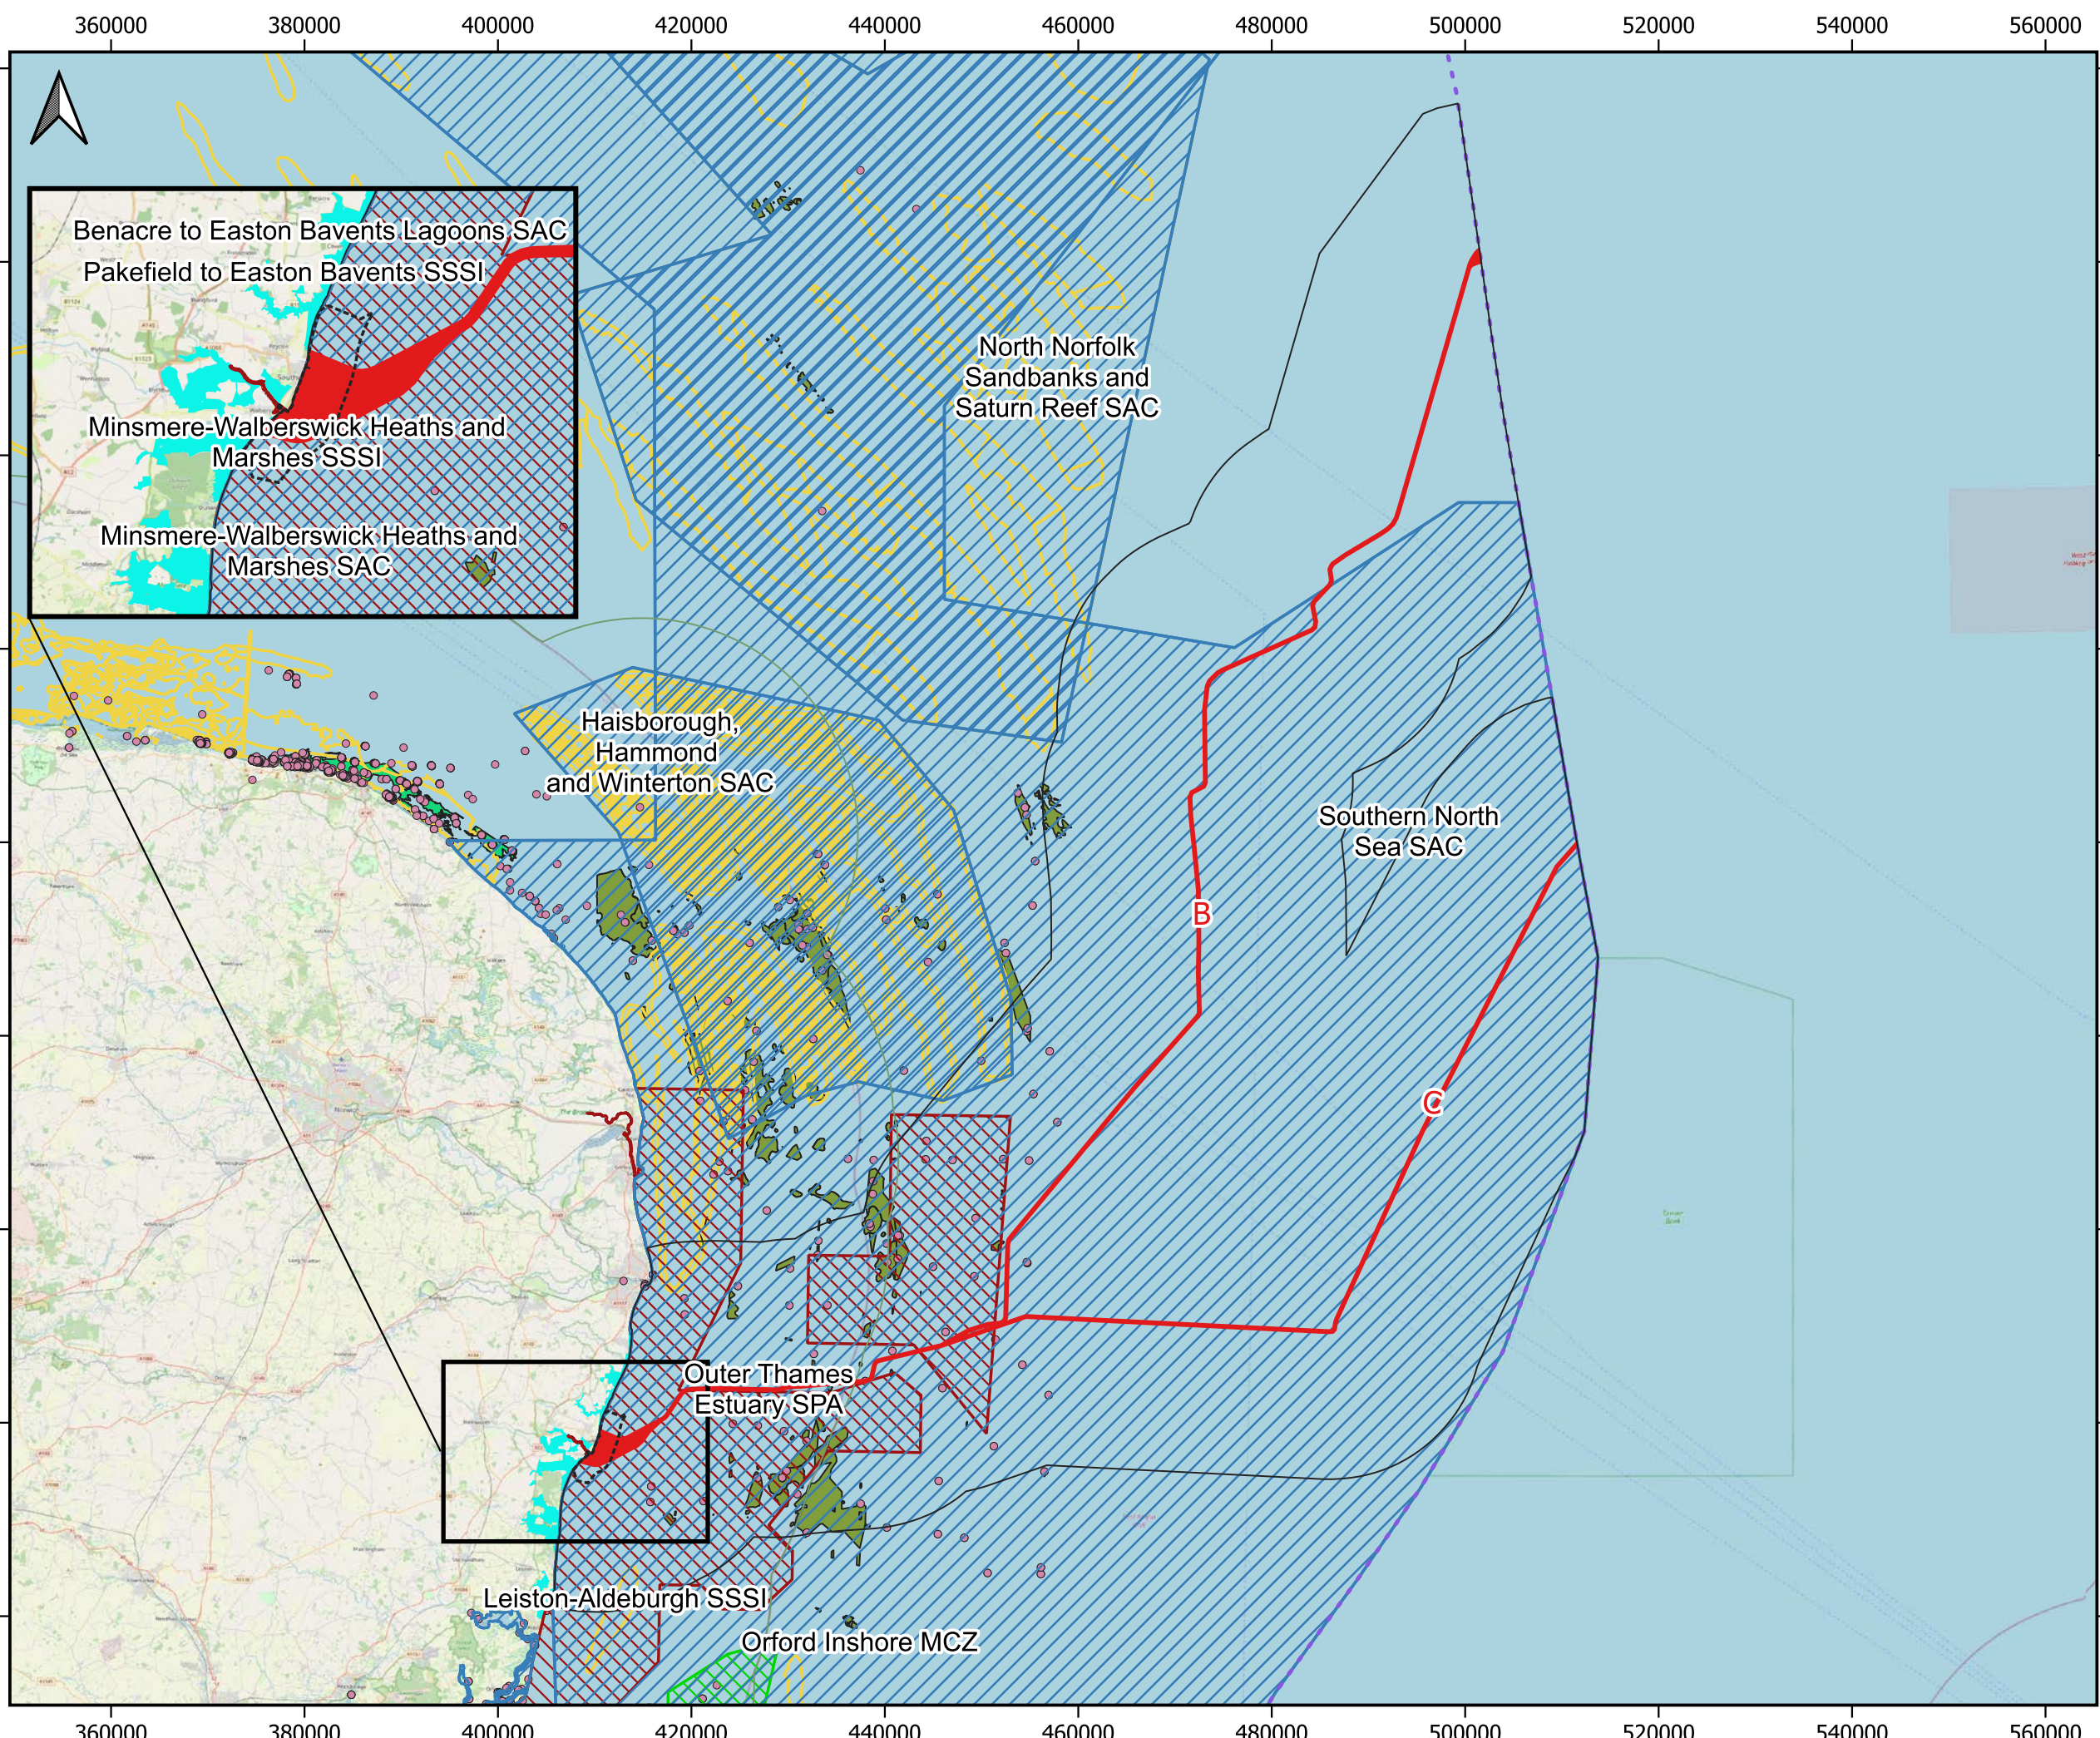 360000 380000 400000 420000 440000 460000 480000 500000 520000 540000 560000
Benacre to Easton Bavents Lagoons SAC
Pakefield to Easton Bavents SSSI
Minsmere-Walberswick Heaths and
Marshes SSSI
Minsmere-Walberswick Heaths and
Marshes SAC
North Norfolk
Sandbanks and
Saturn Reef SAC
Haisborough,
Hammond
and Winterton SAC
Southern North
Sea SAC
B
C
Norwich
Outer Thames
Estuary SPA
Leiston-Aldeburgh SSSI
Orford Inshore MCZ
360000 380000 400000 420000 440000 460000 480000 500000 520000 540000 560000